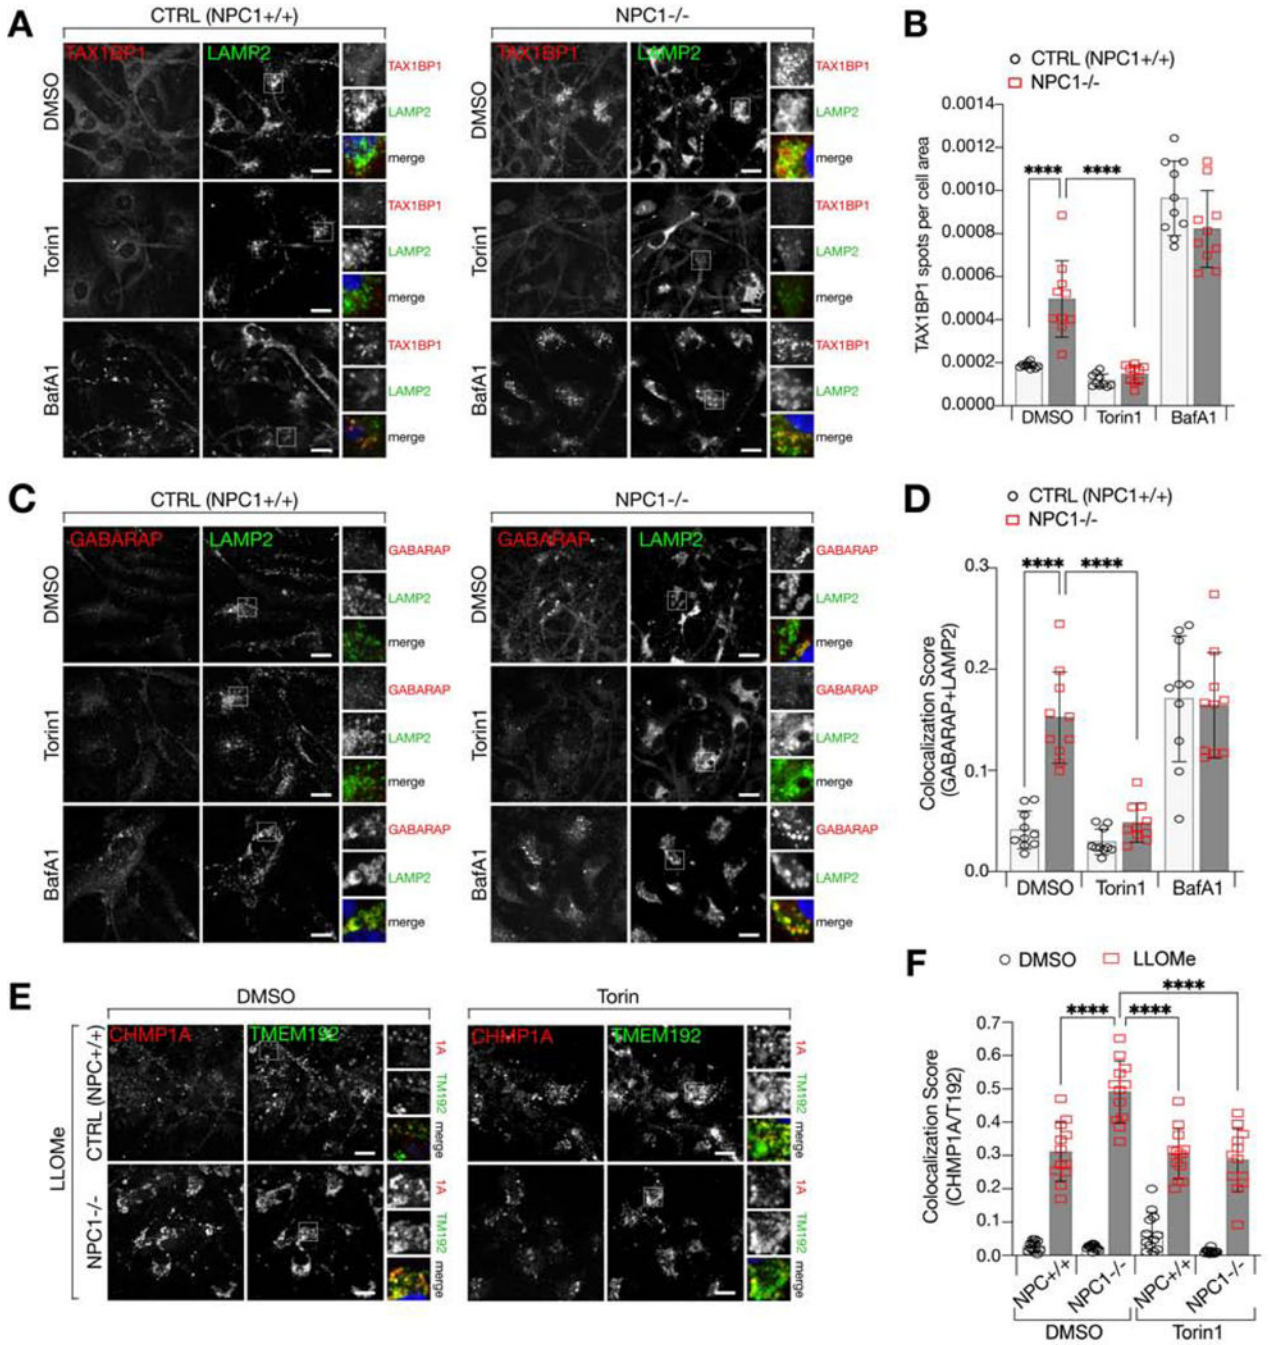 A
CTRL (NPC1+/+)
NPC1-/-
TAX1BP1
LAMP2
TAX1BP1
LAMP2
DMSO
TAX1BP1
LAMP2
merge
DMSO
TAX1BP1
LAMP2
merge
Torin1
TAX1BP1
LAMP2
merge
Torin1
TAX1BP1
LAMP2
merge
BafA1
TAX1BP1
LAMP2
merge
BafA1
TAX1BP1
LAMP2
merge
B
CTRL (NPC1+/+)
NPC1-/-
TAX1BP1 spots per cell area
0.0014
0.0012
0.0010
0.0008
0.0006
0.0004
0.0002
0.0000
**** ****
DMSO Torin1 BafA1
C
CTRL (NPC1+/+)
NPC1-/-
GABARAP
LAMP2
GABARAP
LAMP2
DMSO
GABARAP
LAMP2
merge
DMSO
GABARAP
LAMP2
merge
Torin1
GABARAP
LAMP2
merge
Torin1
GABARAP
LAMP2
merge
BafA1
GABARAP
LAMP2
merge
BafA1
GABARAP
LAMP2
merge
D
CTRL (NPC1+/+)
NPC1-/-
Colocalization Score
(GABARAP+LAMP2)
0.3
0.2
0.1
0.0
**** ****
DMSO Torin1 BafA1
E
DMSO
Torin
LLOMe
CTRL (NPC+/+)
CHMP1A
TMEM192
1A
TM192
merge
CHMP1A
TMEM192
1A
TM192
merge
NPC1-/-
1A
TM192
merge
1A
TM192
merge
F
DMSO LLOMe
Colocalization Score
(CHMP1A/T192)
0.7
0.6
0.5
0.4
0.3
0.2
0.1
0.0
****
**** ****
NPC+/+ NPC1-/- NPC+/+ NPC1-/-
DMSO Torin1